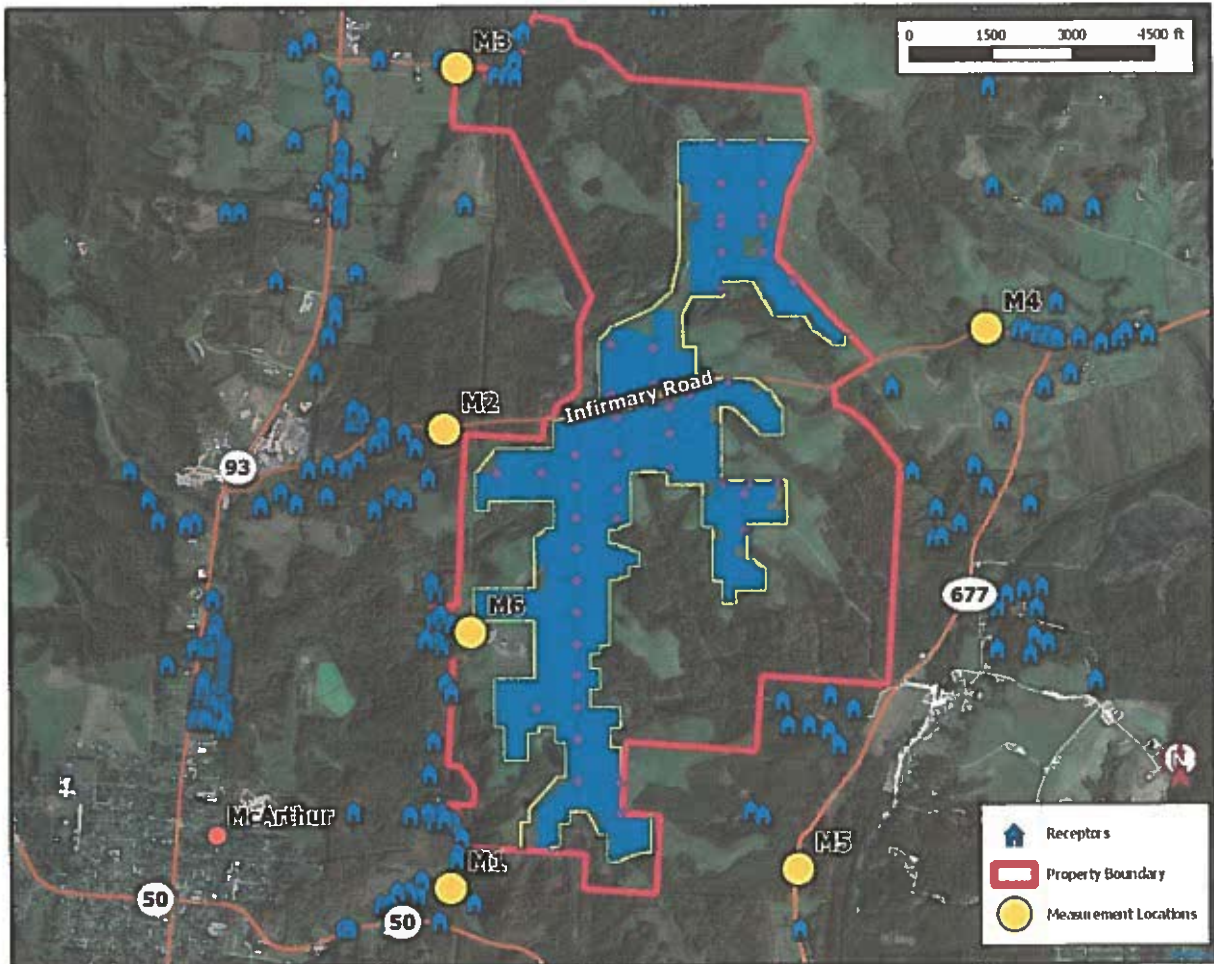 M3
0 1500 3000 4500 ft
M4
Infirmary Road
M2
93
677
M6
McArthur
M5
M1
50
50
N
Receptors
Property Boundary
Measurement Locations